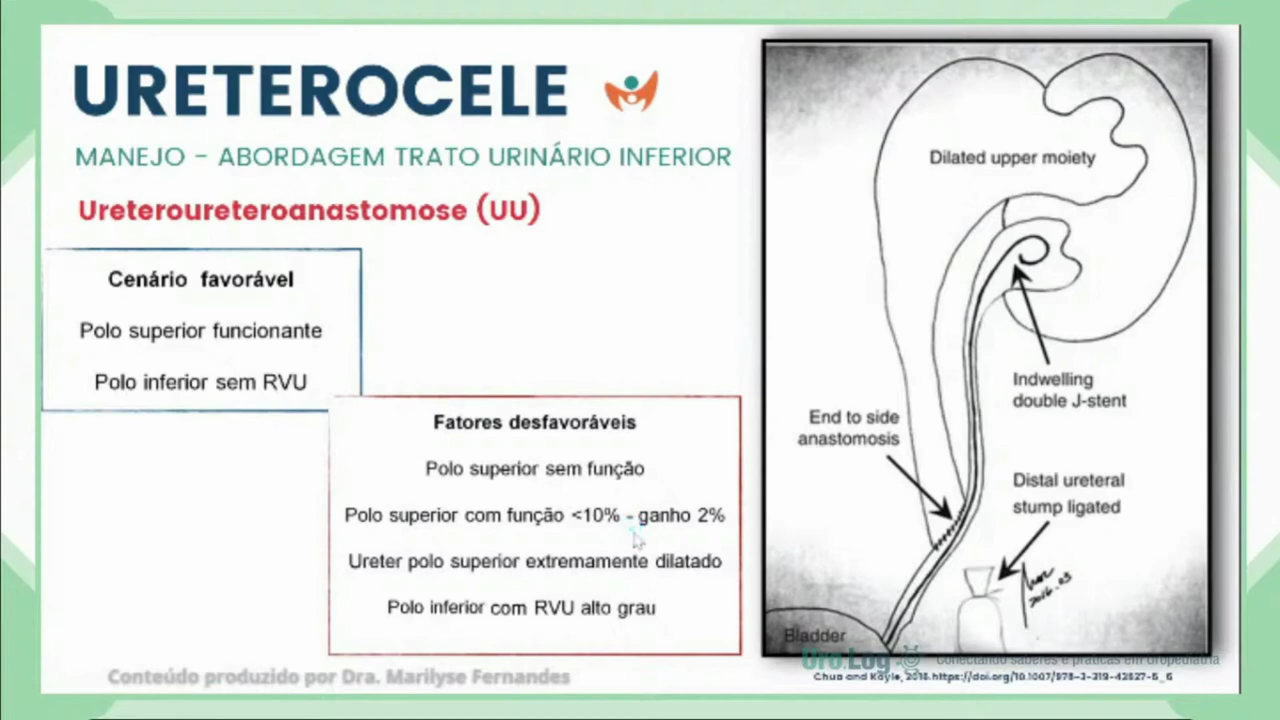 URETEROCELE
MANEJO - ABORDAGEM TRATO URINÁRIO INFERIOR
Ureteroureteroanastomose (UU)
Cenário favorável
Polo superior funcionante
Polo inferior sem RVU
Fatores desfavoráveis
Polo superior sem função
Polo superior com função <10% - ganho 2%
Ureter polo superior extremamente dilatado
Polo inferior com RVU alto grau
Dilated upper moiety
Indwelling
double J-stent
End to side
anastomosis
Distal ureteral
stump ligated
Bladder
Uro.Log
Conectando saberes e práticas em Uropediatria
Conteúdo produzido por Dra. Marilyse Fernandes